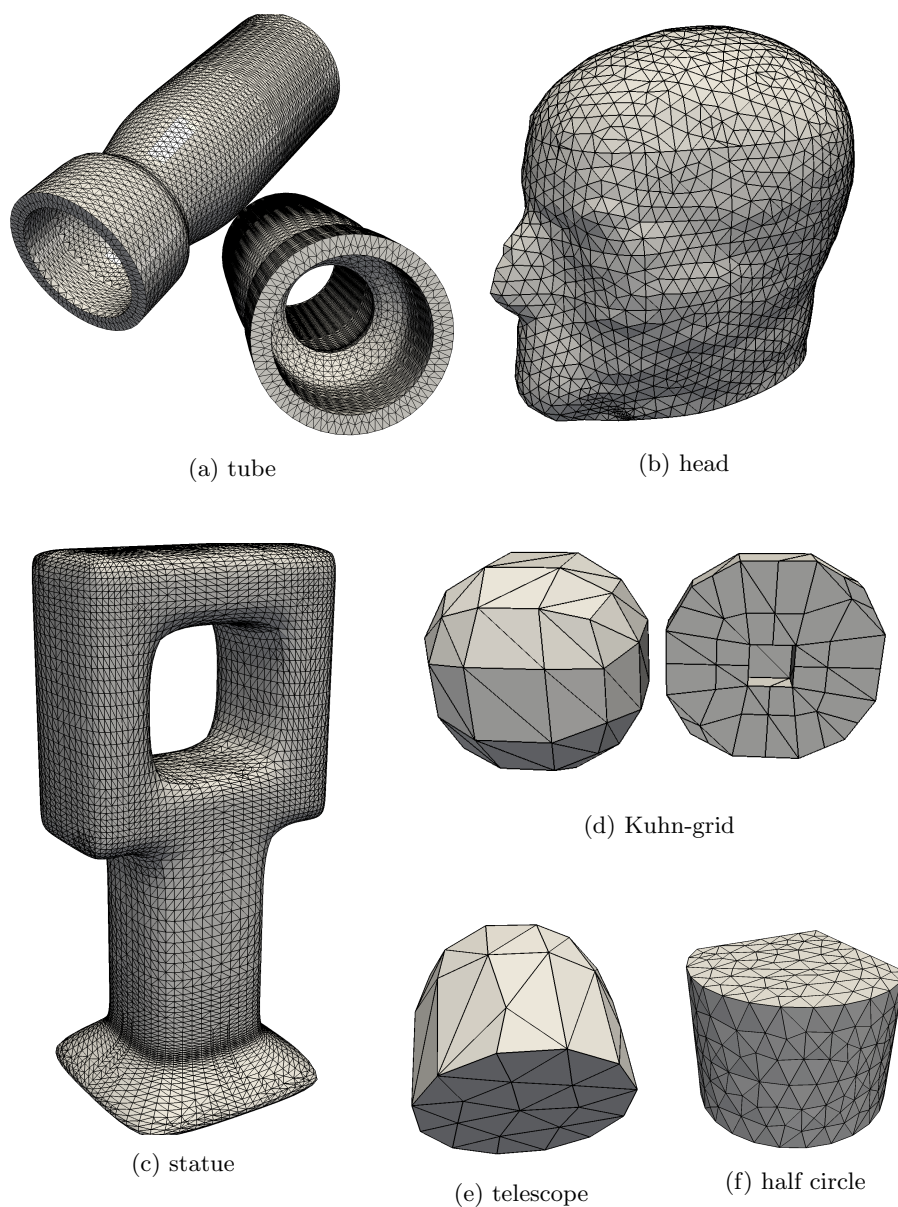 (a) tube
(b) head
(c) statue
(d) Kuhn-grid
(e) telescope
(f) half circle